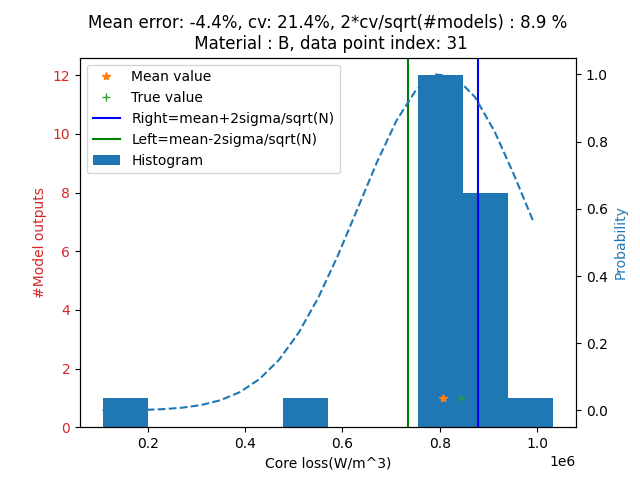 Mean error: -4.4%, cv: 21.4%, 2*cv/sqrt(#models) : 8.9 %
Material : B, data point index: 31
Mean value
True value
Right=mean+2sigma/sqrt(N)
Left=mean-2sigma/sqrt(N)
Histogram
#Model outputs
12
10
8
6
4
2
0
Probability
1.0
0.8
0.6
0.4
0.2
0.0
0.2
0.4
0.6
0.8
1.0
1e6
Core loss(W/m^3)